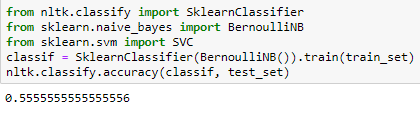 from nltk.classify import SklearnClassifier
from sklearn.naive_bayes import BernoulliNB
from sklearn.svm import SVC
classif = SklearnClassifier(BernoulliNB()).train(train_set)
nltk.classify.accuracy(classif, test_set)
0.5555555555555556